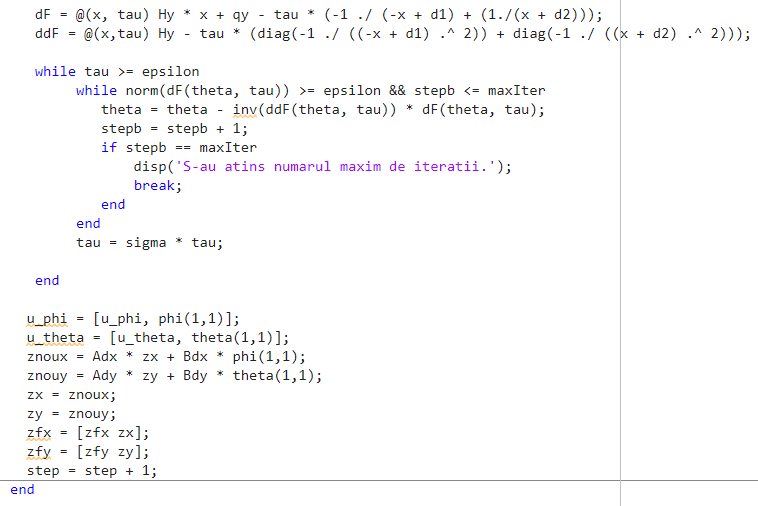 dF = @(x, tau) Hy * x + qy - tau * (-1 ./ (-x + d1) + (1./(x + d2)));
ddF = @(x,tau) Hy - tau * (diag(-1 ./ ((-x + d1) .^ 2)) + diag(-1 ./ ((x + d2) .^ 2)));
while tau >= epsilon
while norm(dF(theta, tau)) >= epsilon && stepb <= maxIter
theta = theta - inv(ddF(theta, tau)) * dF(theta, tau);
stepb = stepb + 1;
if stepb == maxIter
disp('S-au atins numarul maxim de iteratii.');
break;
end
end
tau = sigma * tau;
end
u_phi = [u_phi, phi(1,1)];
u_theta = [u_theta, theta(1,1)];
znoux = Adx * zx + Bdx * phi(1,1);
znouy = Ady * zy + Bdy * theta(1,1);
zx = znoux;
zy = znouy;
zfx = [zfx zx];
zfy = [zfy zy];
step = step + 1;
end